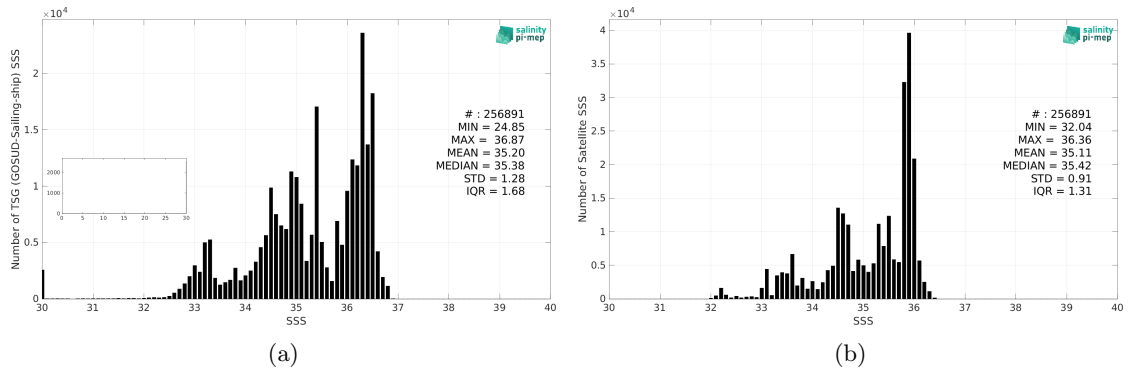 ×10^4
Number of TSG (GOSUD-Sailing-ship) SSS
2
1.5
1
0.5
0
30 31 32 33 34 35 36 37 38 39 40
SSS
salinity
pi-mep
# : 256891
MIN = 24.85
MAX = 36.87
MEAN = 35.20
MEDIAN = 35.38
STD = 1.28
IQR = 1.68
2000
1000
0
0 5 10 15 20 25 30
(a)
×10^4
Number of Satellite SSS
4
3.5
3
2.5
2
1.5
1
0.5
0
30 31 32 33 34 35 36 37 38 39 40
SSS
salinity
pi-mep
# : 256891
MIN = 32.04
MAX = 36.36
MEAN = 35.11
MEDIAN = 35.42
STD = 0.91
IQR = 1.31
(b)